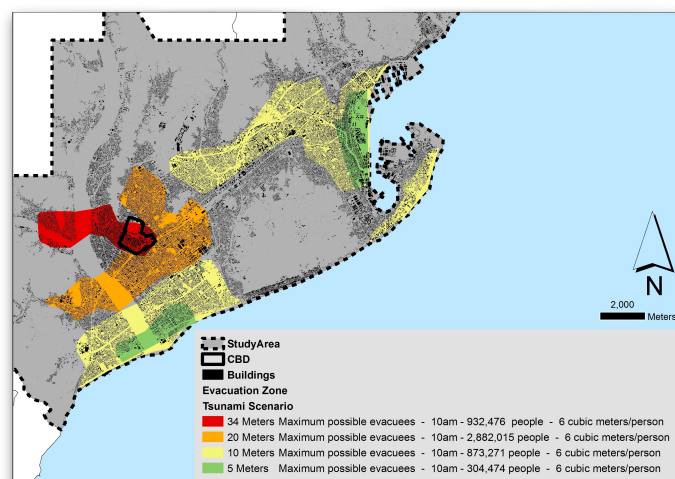 N
2,000
Meters
StudyArea
CBD
Buildings
Evacuation Zone
Tsunami Scenario
34 Meters Maximum possible evacuees - 10am - 932,476 people - 6 cubic meters/person
20 Meters Maximum possible evacuees - 10am - 2,882,015 people - 6 cubic meters/person
10 Meters Maximum possible evacuees - 10am - 873,271 people - 6 cubic meters/person
5 Meters Maximum possible evacuees - 10am - 304,474 people - 6 cubic meters/person